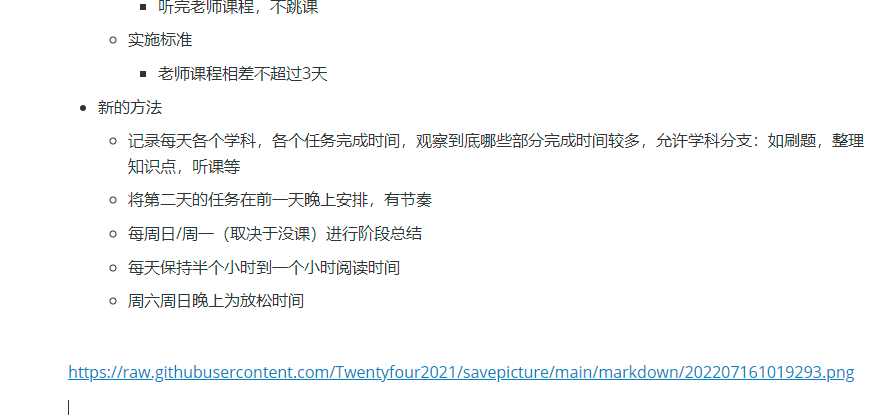 听完老师课程，不跳课
实施标准
老师课程相差不超过3天
新的方法
记录每天各个学科，各个任务完成时间，观察到底哪些部分完成时间较多，允许学科分支：如刷题，整理
知识点，听课等
将第二天的任务在前一天晚上安排，有节奏
每周日/周一（取决于没课）进行阶段总结
每天保持半个小时到一个小时阅读时间
周六周日晚上为放松时间
https://raw.githubusercontent.com/Twentyfour2021/savepicture/main/markdown/202207161019293.png